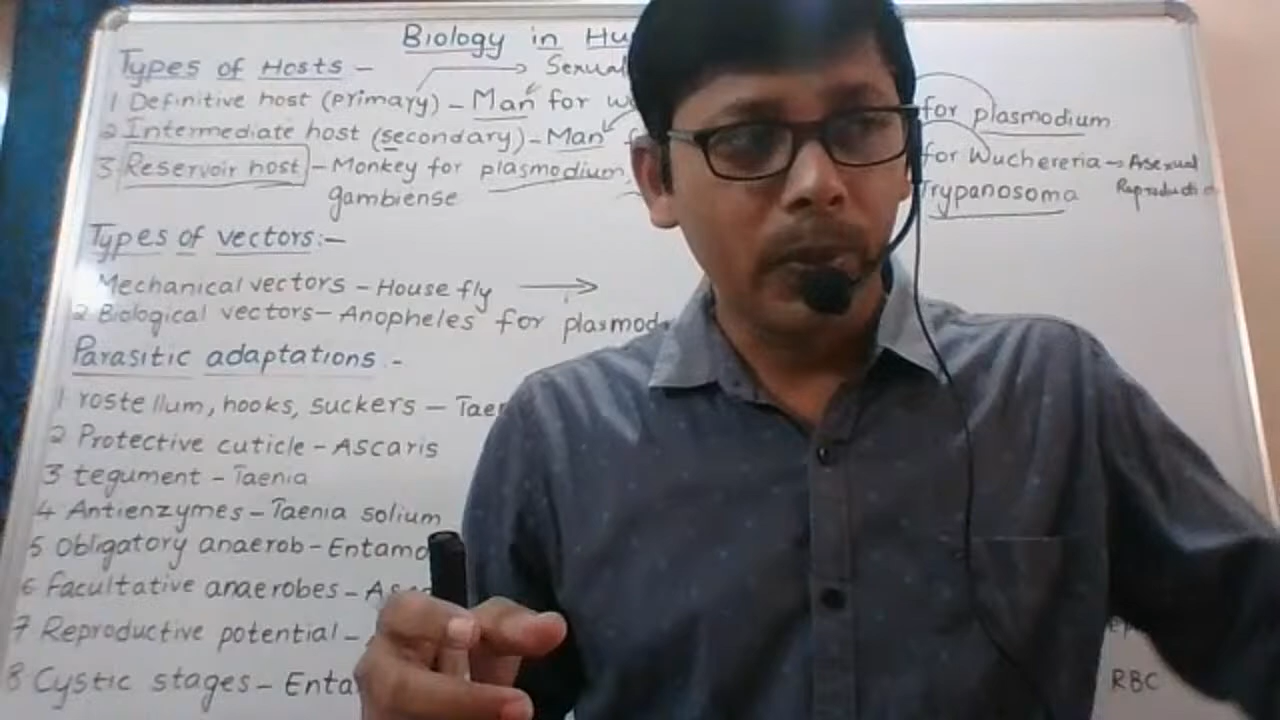 Biology in Hu
Types of Hosts -
Sexual
1 Definitive host (primary) - Man for w
for plasmodium
2 Intermediate host (secondary) - Man
for Wuchereria → Asexual
Reproductio
3 Reservoir host - Monkey for plasmodium,
Trypanosoma
gambiense
Types of vectors:-
Mechanical vectors - House fly →
2 Biological vectors - Anopheles for plasmod
Parasitic adaptations :-
1 rostellum, hooks, suckers - Taen
2 Protective cuticle - Ascaris
3 tegument - Taenia
4 Antienzymes - Taenia solium
5 Obligatory anaerob - Entamo
6 Facultative anaerobes - Asc
7 Reproductive potential -
8 Cystic stages - Enta
RBC